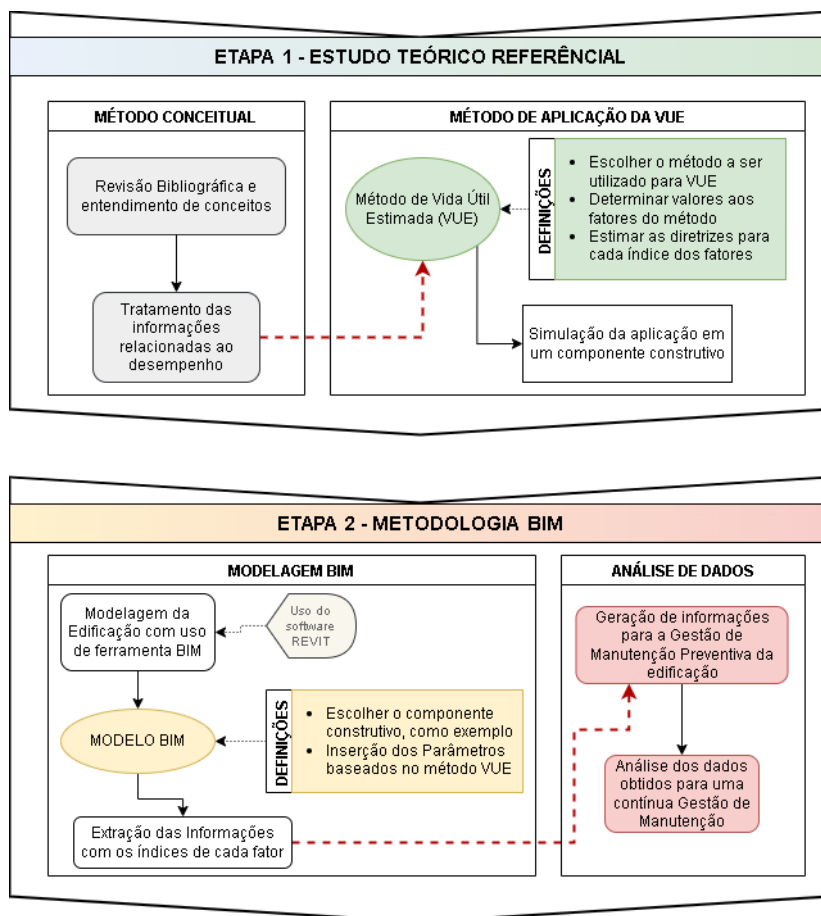 ETAPA 1 - ESTUDO TEÓRICO REFERÊNCIAL
MÉTODO CONCEITUAL
Revisão Bibliográfica e
entendimento de conceitos
Tratamento das
informações
relacionadas ao
desempenho
MÉTODO DE APLICAÇÃO DA VUE
Método de Vida Útil
Estimada (VUE)
DEFINIÇÕES
• Escolher o método a ser
utilizado para VUE
• Determinar valores aos
fatores do método
• Estimar as diretrizes para
cada índice dos fatores
Simulação da aplicação em
um componente construtivo
ETAPA 2 - METODOLOGIA BIM
MODELAGEM BIM
Modelagem da
Edificação com uso
de ferramenta BIM
Uso do
software
REVIT
MODELO BIM
DEFINIÇÕES
• Escolher o componente
construtivo, como exemplo
• Inserção dos Parâmetros
baseados no método VUE
Extração das Informações
com os índices de cada fator
ANÁLISE DE DADOS
Geração de informações
para a Gestão de
Manutenção Preventiva da
edificação
Análise dos dados
obtidos para uma
contínua Gestão de
Manutenção